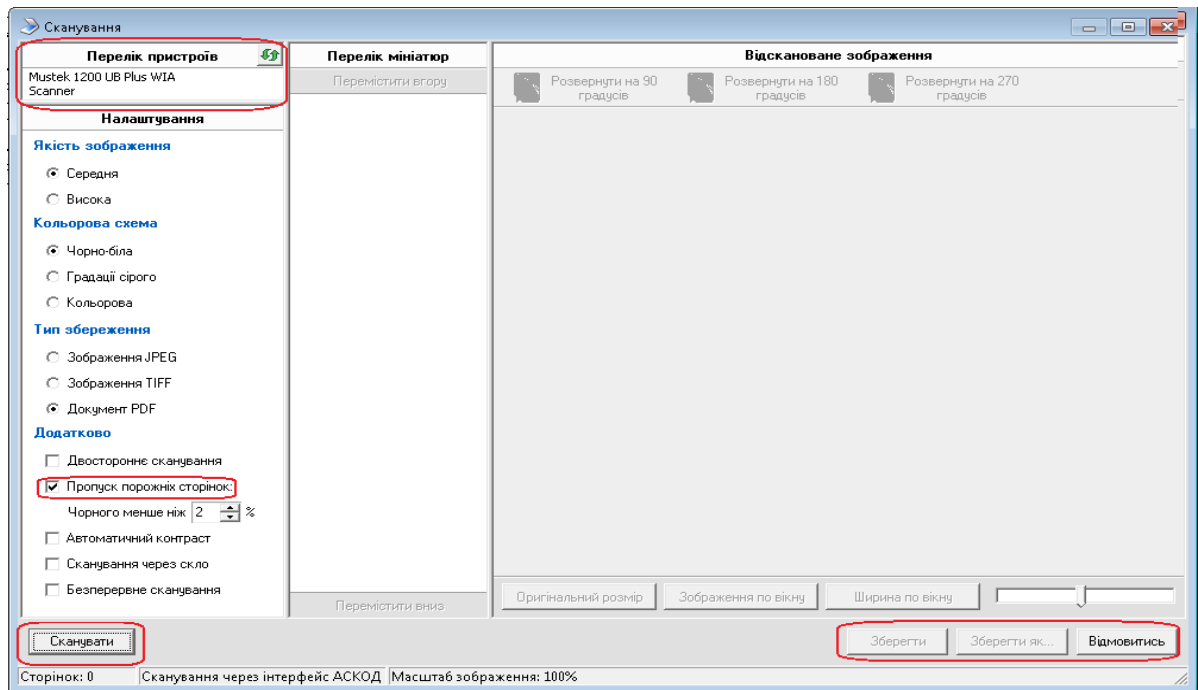 Сканування
Перелік пристроїв
Mustek 1200 UB Plus WIA
Scanner
Налаштування
Якість зображення
Середня
Висока
Кольорова схема
Чорно-біла
Градації сірого
Кольорова
Тип збереження
Зображення JPEG
Зображення TIFF
Документ PDF
Додатково
Двостороннє сканування
Пропуск порожніх сторінок:
Чорного менше ніж 2 %
Автоматичний контраст
Сканування через скло
Безперервне сканування
Сканувати
Перелік мініатюр
Перемістити вгору
Перемістити вниз
Відскановане зображення
Розвернути на 90
градусів
Розвернути на 180
градусів
Розвернути на 270
градусів
Оригінальний розмір
Зображення по вікну
Ширина по вікну
Зберегти
Зберегти як...
Відмовитись
Сторінок: 0
Сканування через інтерфейс АСКОД
Масштаб зображення: 100%